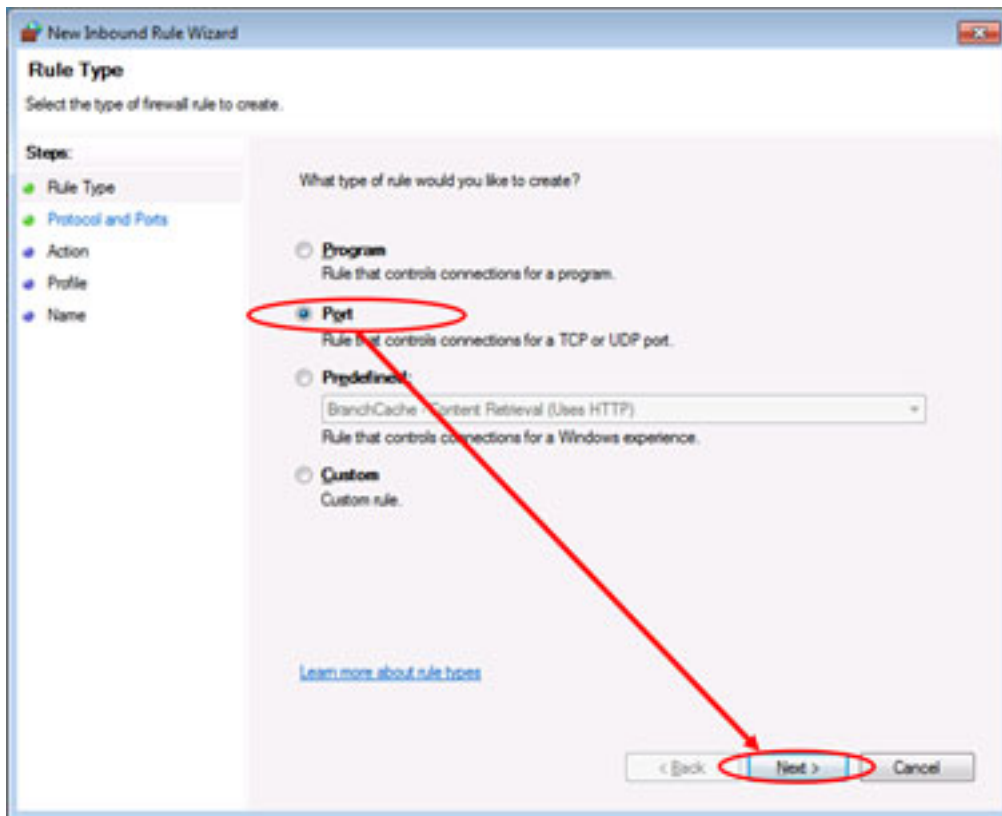 New Inbound Rule Wizard
Rule Type
Select the type of firewall rule to create.
Steps:
Rule Type
Protocol and Ports
Action
Profile
Name
What type of rule would you like to create?
Program
Rule that controls connections for a program.
Port
Rule that controls connections for a TCP or UDP port.
Predefined:
BranchCache - Content Retrieval (Uses HTTP)
Rule that controls connections for a Windows experience.
Custom
Custom rule.
Learn more about rule types
< Back Next > Cancel